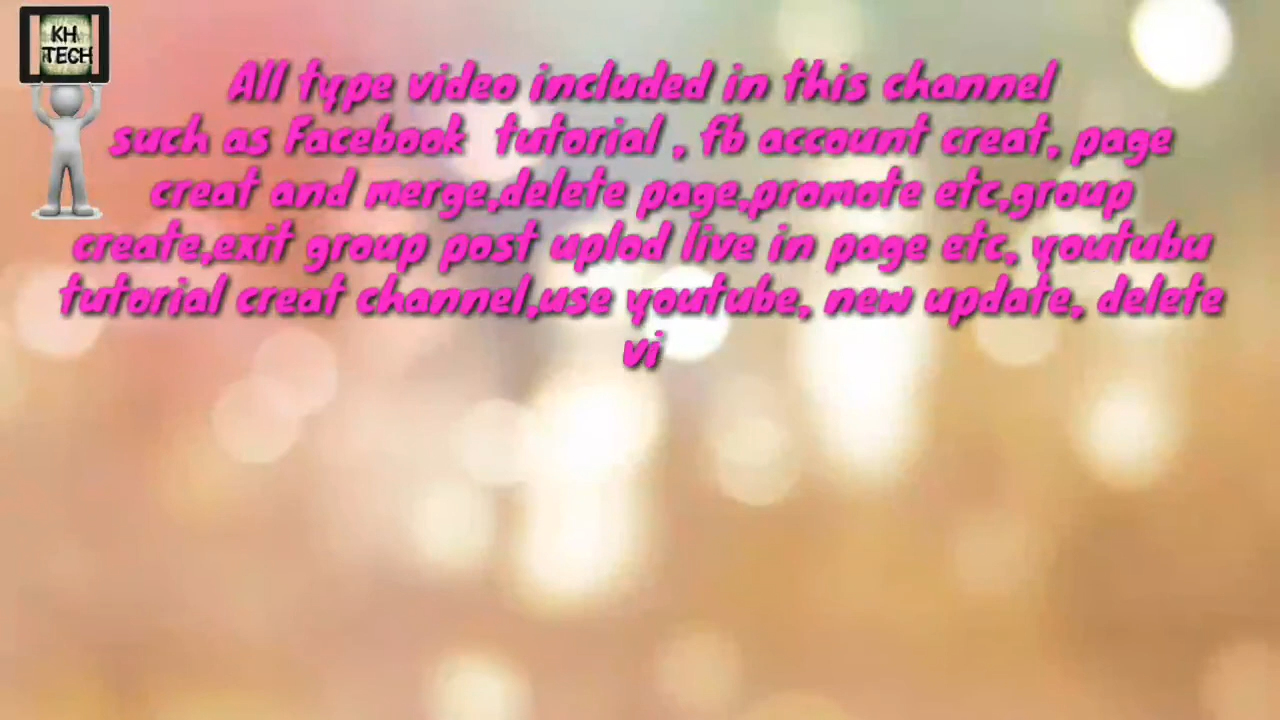 KH
TECH
All type video included in this channel
such as Facebook tutorial , fb account creat, page
creat and merge,delete page,promote etc,group
create,exit group post uplod live in page etc, youtubu
tutorial creat channel,use youtube, new update, delete
vi